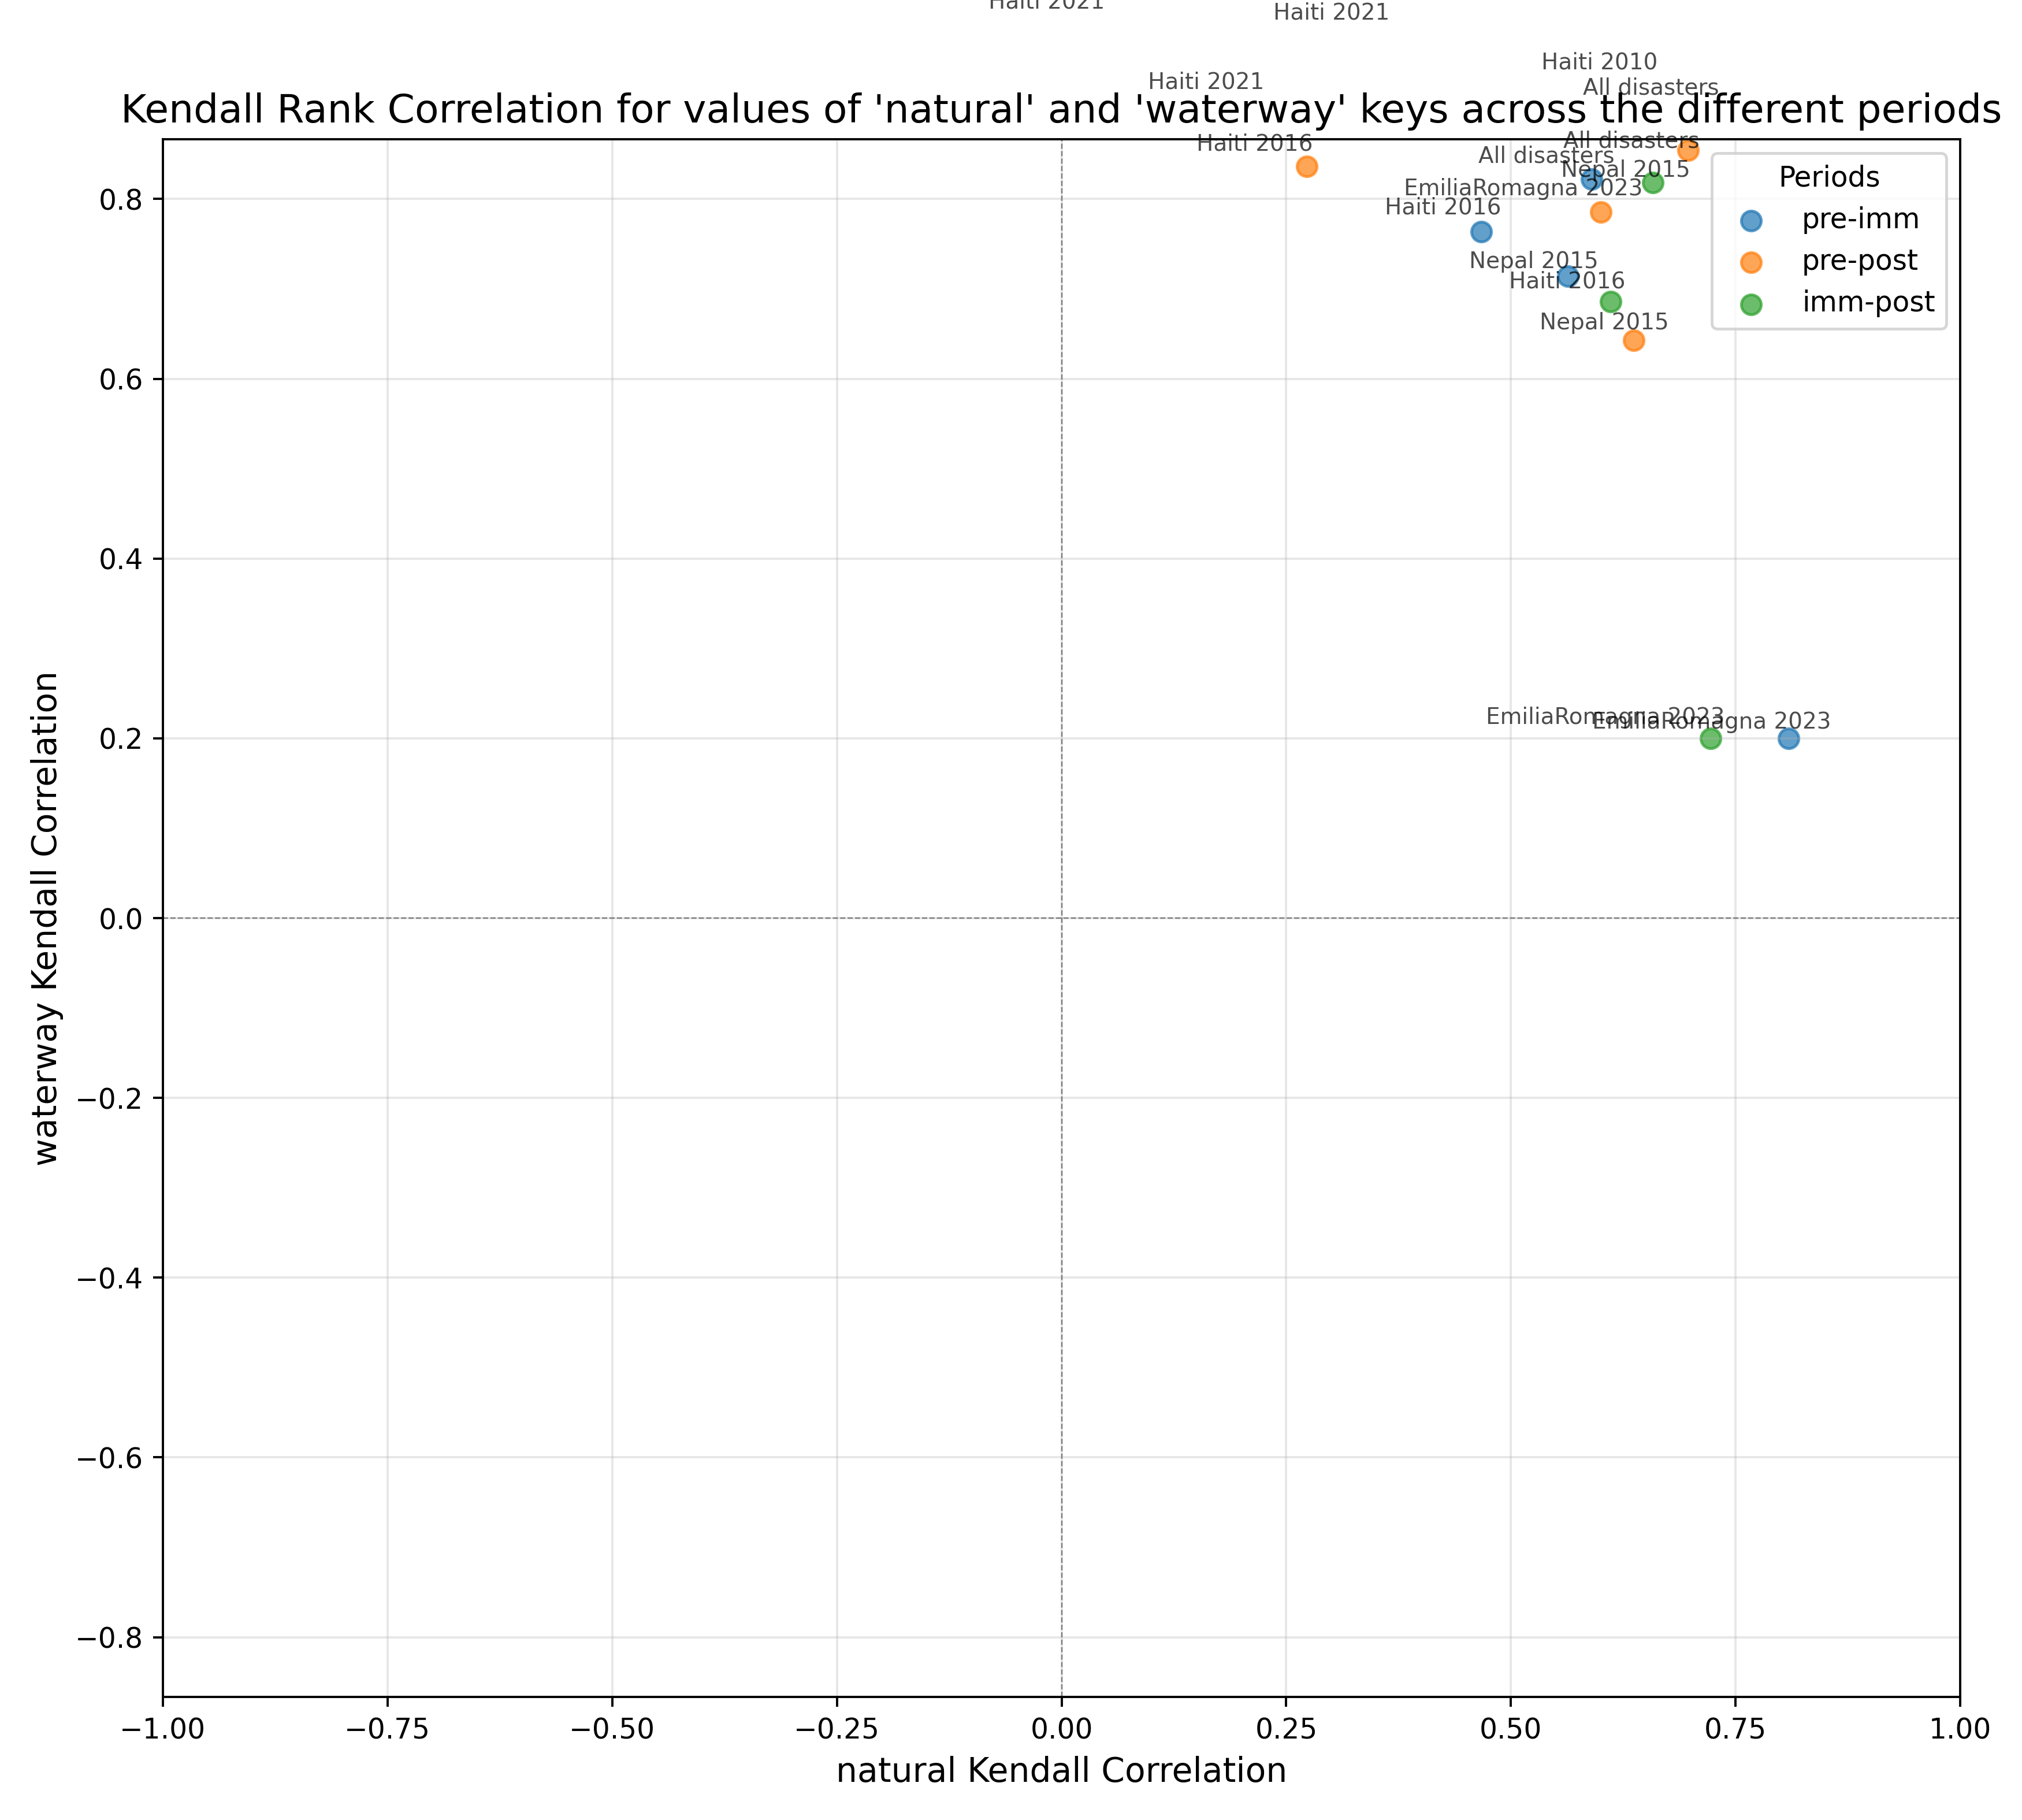 Haiti 2021
Haiti 2021
Haiti 2010
Haiti 2021
All disasters
Kendall Rank Correlation for values of 'natural' and 'waterway' keys across the different periods
Haiti 2016
All disasters
All disasters
Nepal 2015
EmiliaRomagna 2023
Haiti 2016
Nepal 2015
Haiti 2016
Nepal 2015
EmiliaRomagna 2023
EmiliaRomagna 2023
Periods
pre-imm
pre-post
imm-post
0.8
0.6
0.4
0.2
0.0
−0.2
−0.4
−0.6
−0.8
waterway Kendall Correlation
−1.00 −0.75 −0.50 −0.25 0.00 0.25 0.50 0.75 1.00
natural Kendall Correlation